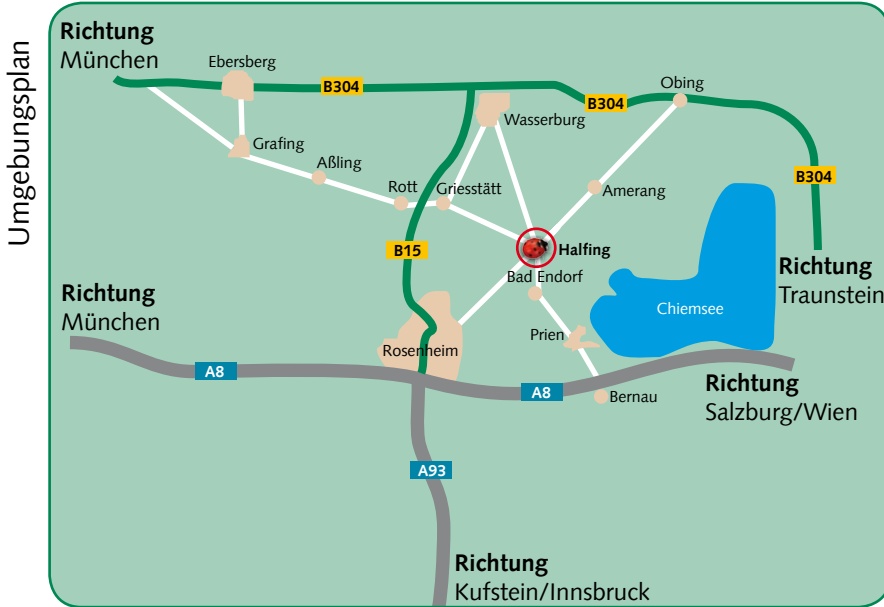 Umgebungsplan
Richtung
München
Ebersberg
B304
Obing
B304
Wasserburg
Grafing
Aßling
Rott
Griesstätt
Amerang
B304
B15
Halfing
Bad Endorf
Richtung
Traunstein
Richtung
München
Chiemsee
Prien
Rosenheim
A8
A8
Bernau
Richtung
Salzburg/Wien
A93
Richtung
Kufstein/Innsbruck